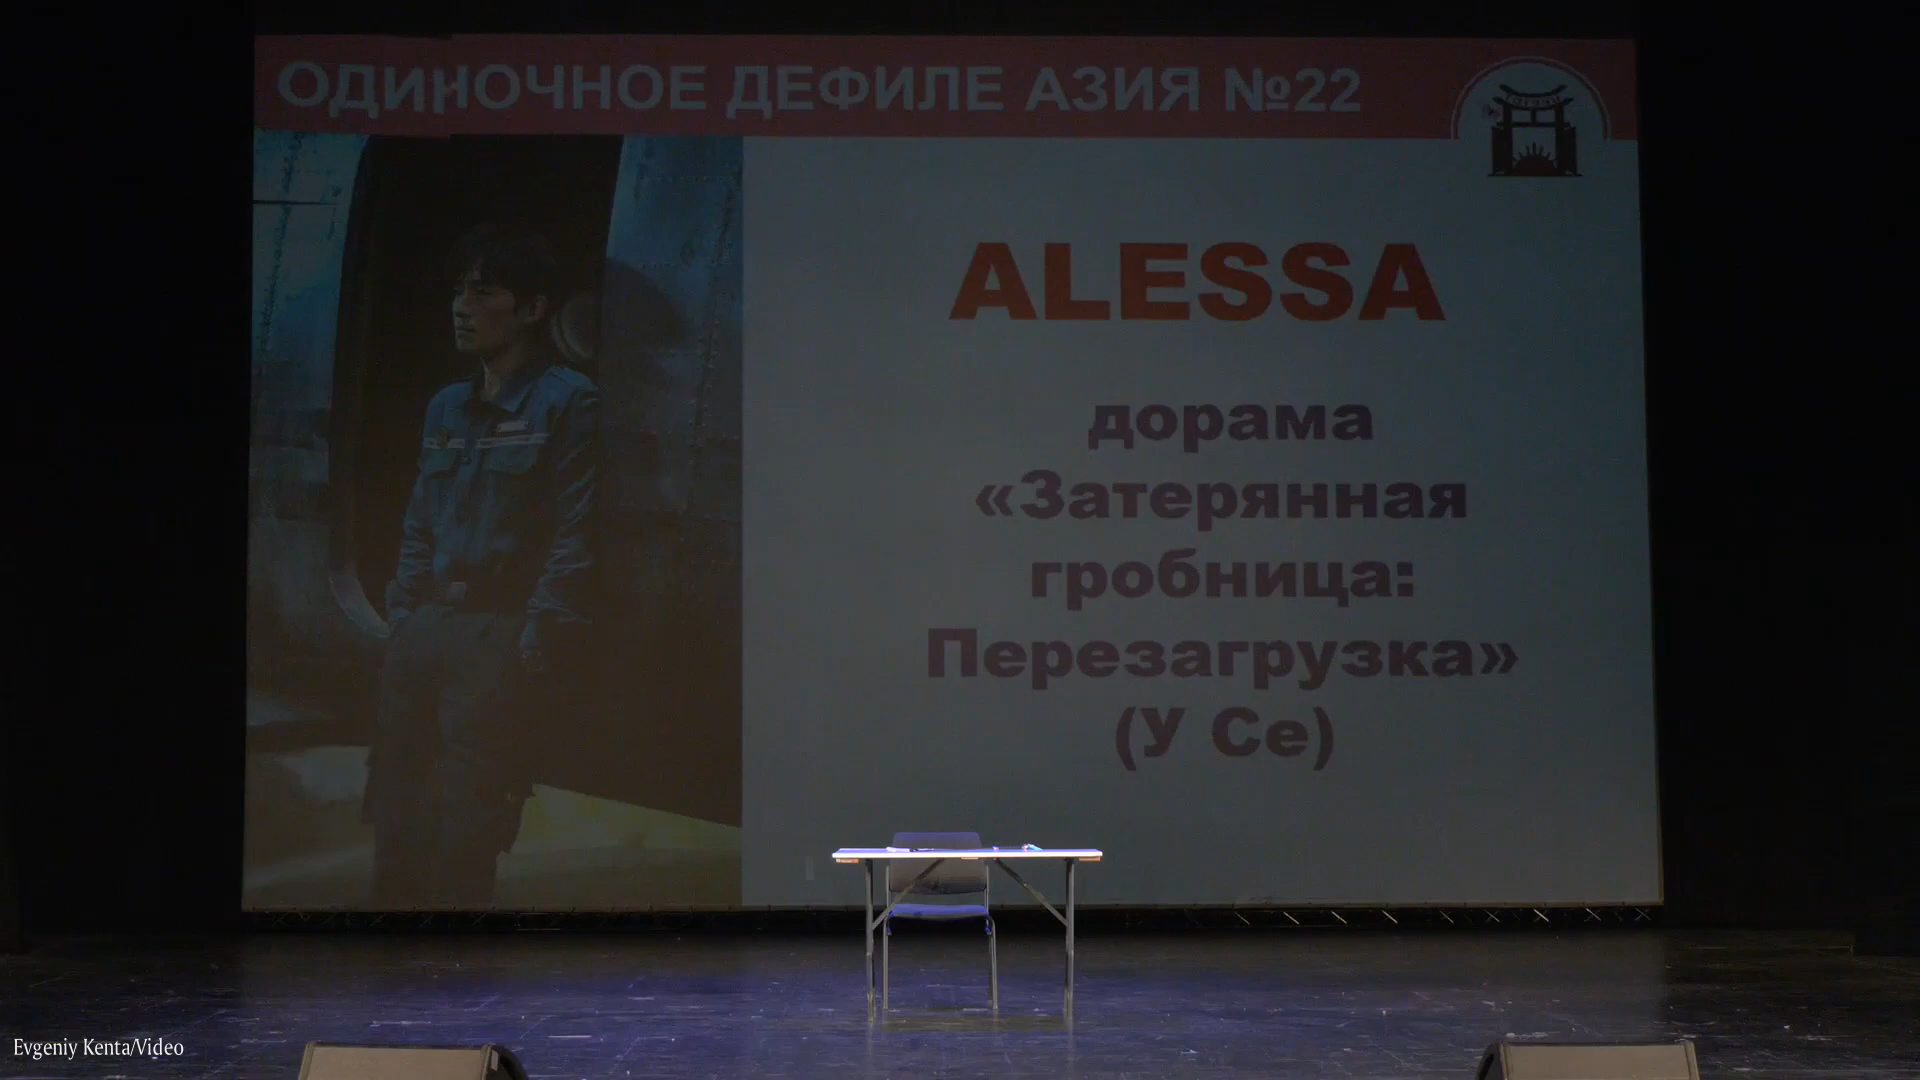 ОДИНОЧНОЕ ДЕФИЛЕ АЗИЯ №22
ALESSA
дорама
«Затерянная
гробница:
Перезагрузка»
(У Се)
Evgeniy Kenta/Video